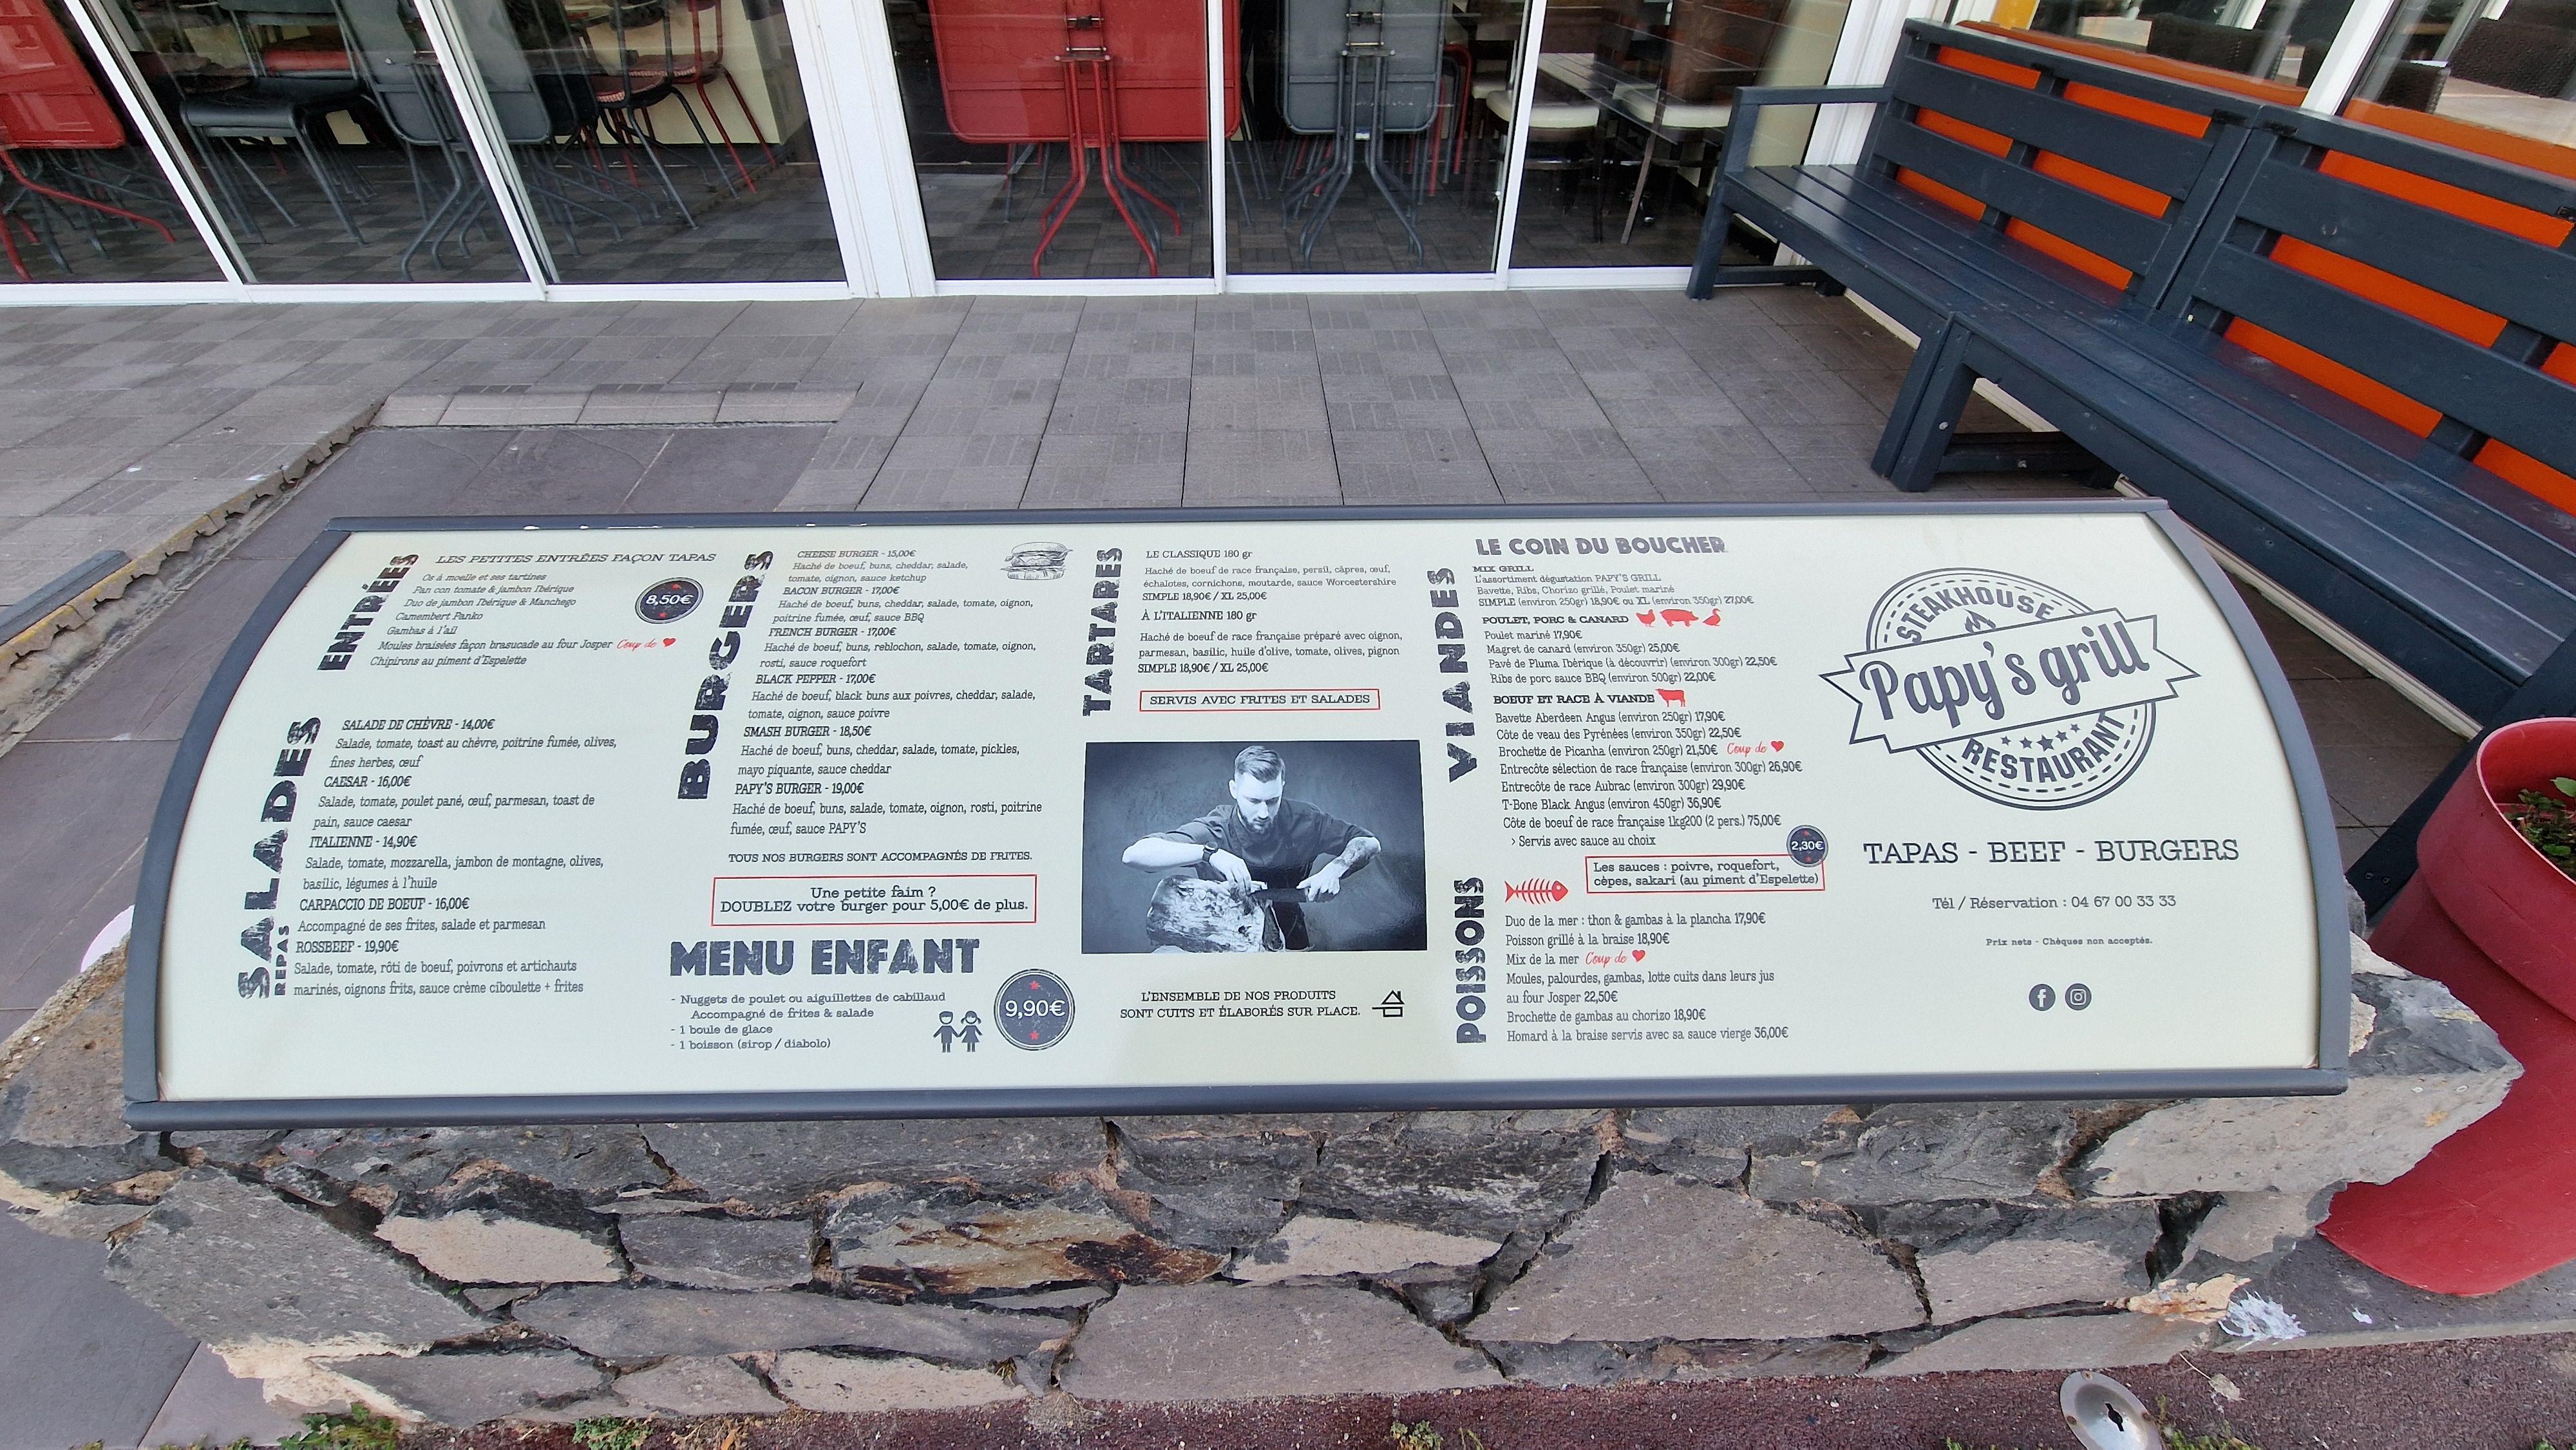 ENTRÉES
LES PETITES ENTRÉES FAÇON TAPAS
Os à moelle et ses tartines
Pan con tomate & jambon Ibérique
Duo de jambon Ibérique & Manchego
Camembert Panko
Gambas à l'ail
Moules braisées façon brasucade au four Josper Coup de
Chipirons au piment d'Espelette
8,50€
SALADES
REPAS
SALADE DE CHÈVRE - 14,00€
Salade, tomate, toast au chèvre, poitrine fumée, olives,
fines herbes, œuf
CAESAR - 16,00€
Salade, tomate, poulet pané, œuf, parmesan, toast de
pain, sauce caesar
ITALIENNE - 14,90€
Salade, tomate, mozzarella, jambon de montagne, olives,
basilic, légumes à l'huile
CARPACCIO DE BOEUF - 16,00€
Accompagné de ses frites, salade et parmesan
ROSSBEEF - 19,90€
Salade, tomate, rôti de boeuf, poivrons et artichauts
marinés, oignons frits, sauce crème ciboulette + frites
BURGERS
CHEESE BURGER - 15,00€
Haché de boeuf, buns, cheddar, salade,
tomate, oignon, sauce ketchup
BACON BURGER - 17,00€
Haché de boeuf, buns, cheddar, salade, tomate, oignon,
poitrine fumée, œuf, sauce BBQ
FRENCH BURGER - 17,00€
Haché de boeuf, buns, reblochon, salade, tomate, oignon,
rosti, sauce roquefort
BLACK PEPPER - 17,00€
Haché de boeuf, black buns aux poivres, cheddar, salade,
tomate, oignon, sauce poivre
SMASH BURGER - 18,50€
Haché de boeuf, buns, cheddar, salade, tomate, pickles,
mayo piquante, sauce cheddar
PAPY'S BURGER - 19,00€
Haché de boeuf, buns, salade, tomate, oignon, rosti, poitrine
fumée, œuf, sauce PAPY'S
TOUS NOS BURGERS SONT ACCOMPAGNÉS DE FRITES.
Une petite faim ?
DOUBLEZ votre burger pour 5,00€ de plus.
MENU ENFANT
- Nuggets de poulet ou aiguillettes de cabillaud
Accompagné de frites & salade
- 1 boule de glace
- 1 boisson (sirop / diabolo)
9,90€
TARTARES
LE CLASSIQUE 180 gr
Haché de boeuf de race française, persil, câpres, œuf,
échalotes, cornichons, moutarde, sauce Worcestershire
SIMPLE 18,90€ / XL 25,00€
À L'ITALIENNE 180 gr
Haché de boeuf de race française préparé avec oignon,
parmesan, basilic, huile d'olive, tomate, olives, pignon
SIMPLE 18,90€ / XL 25,00€
SERVIS AVEC FRITES ET SALADES
L'ENSEMBLE DE NOS PRODUITS
SONT CUITS ET ÉLABORÉS SUR PLACE.
VIANDES
LE COIN DU BOUCHER
MIX GRILL
L'assortiment dégustation PAPY'S GRILL
Bavette, Ribs, Chorizo grillé, Poulet mariné
SIMPLE (environ 250gr) 18,90€ ou XL (environ 350gr) 27,00€
POULET, PORC & CANARD
Poulet mariné 17,90€
Magret de canard (environ 350gr) 25,00€
Pavé de Pluma Ibérique (à découvrir) (environ 300gr) 22,50€
Ribs de porc sauce BBQ (environ 500gr) 22,00€
BOEUF ET RACE À VIANDE
Bavette Aberdeen Angus (environ 250gr) 17,90€
Côte de veau des Pyrénées (environ 350gr) 22,50€
Brochette de Picanha (environ 250gr) 21,50€ Coup de
Entrecôte sélection de race française (environ 300gr) 26,90€
Entrecôte de race Aubrac (environ 300gr) 29,90€
T-Bone Black Angus (environ 450gr) 36,90€
Côte de boeuf de race française 1kg200 (2 pers.) 75,00€
> Servis avec sauce au choix
2,30€
Les sauces : poivre, roquefort,
cèpes, sakari (au piment d'Espelette)
POISSONS
Duo de la mer : thon & gambas à la plancha 17,90€
Poisson grillé à la braise 18,90€
Mix de la mer Coup de
Moules, palourdes, gambas, lotte cuits dans leurs jus
au four Josper 22,50€
Brochette de gambas au chorizo 18,90€
Homard à la braise servis avec sa sauce vierge 36,00€
STEAKHOUSE
Papy's grill
RESTAURANT
TAPAS - BEEF - BURGERS
Tél / Réservation : 04 67 00 33 33
Prix nets - Chèques non acceptés.